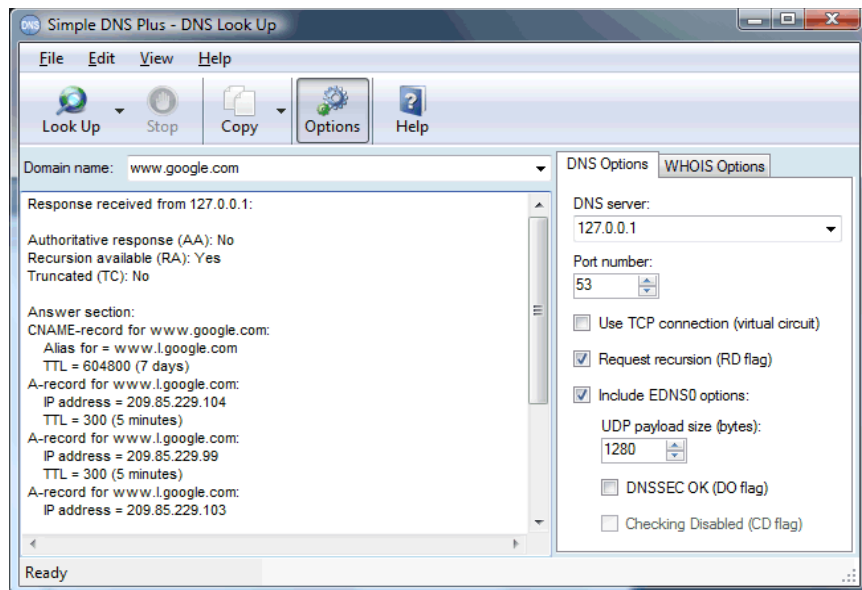 DNS Simple DNS Plus - DNS Look Up
File Edit View Help
Look Up Stop Copy Options Help
Domain name: www.google.com
Response received from 127.0.0.1:
Authoritative response (AA): No
Recursion available (RA): Yes
Truncated (TC): No
Answer section:
CNAME-record for www.google.com:
Alias for = www.l.google.com
TTL = 604800 (7 days)
A-record for www.l.google.com:
IP address = 209.85.229.104
TTL = 300 (5 minutes)
A-record for www.l.google.com:
IP address = 209.85.229.99
TTL = 300 (5 minutes)
A-record for www.l.google.com:
IP address = 209.85.229.103
DNS Options WHOIS Options
DNS server:
127.0.0.1
Port number:
53
Use TCP connection (virtual circuit)
Request recursion (RD flag)
Include EDNS0 options:
UDP payload size (bytes):
1280
DNSSEC OK (DO flag)
Checking Disabled (CD flag)
Ready